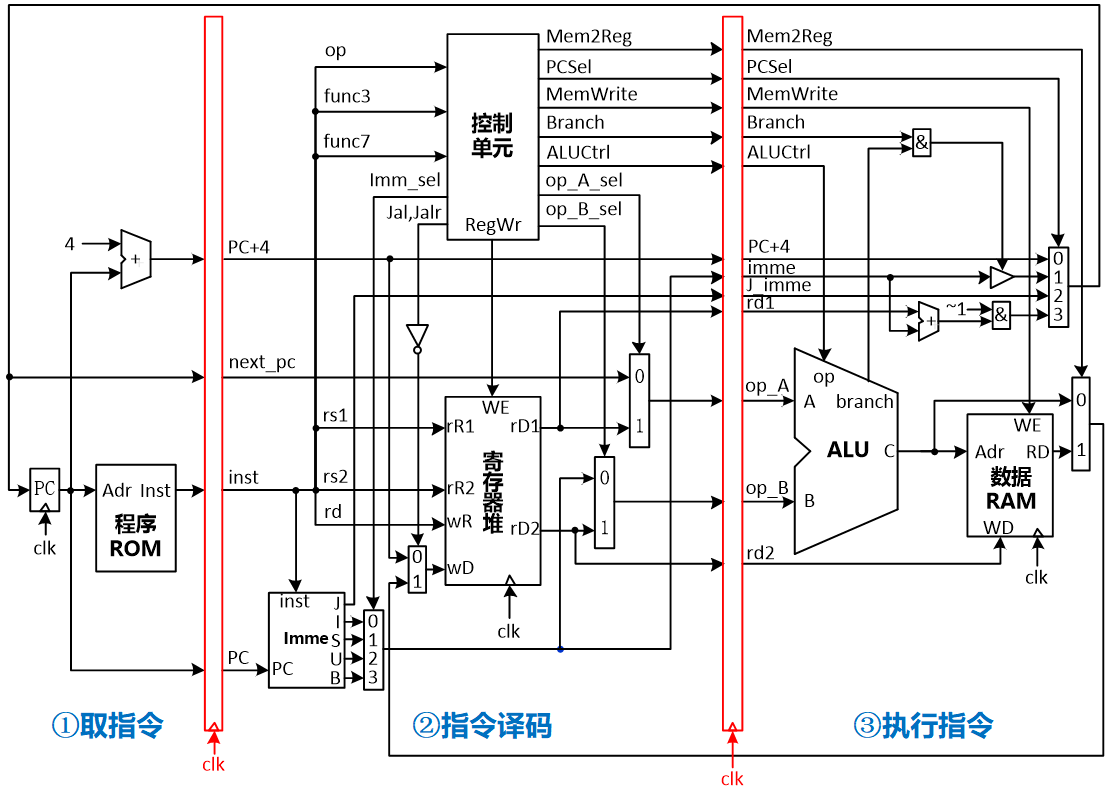 op
func3
func7
控制
单元
Imm_sel
Jal,Jalr
RegWr
Mem2Reg
PCSel
MemWrite
Branch
ALUCtrl
op_A_sel
op_B_sel
Mem2Reg
PCSel
MemWrite
Branch
ALUCtrl
&
4
+
PC+4
next_pc
PC
clk
Adr Inst
程序
ROM
inst
PC
rs1
rs2
rd
WE
rR1
rR2
wR
wD
rD1
rD2
寄
存
器
堆
clk
0
1
0
1
0
1
inst
Imme
PC
J
I
S
U
B
0
1
2
3
PC+4
imme
J_imme
rd1
+
~1
&
0
1
2
3
op_A
op_B
rd2
op
A
B
branch
ALU
C
WE
Adr
RD
数据
RAM
WD
clk
0
1
①取指令
②指令译码
③执行指令
clk
clk